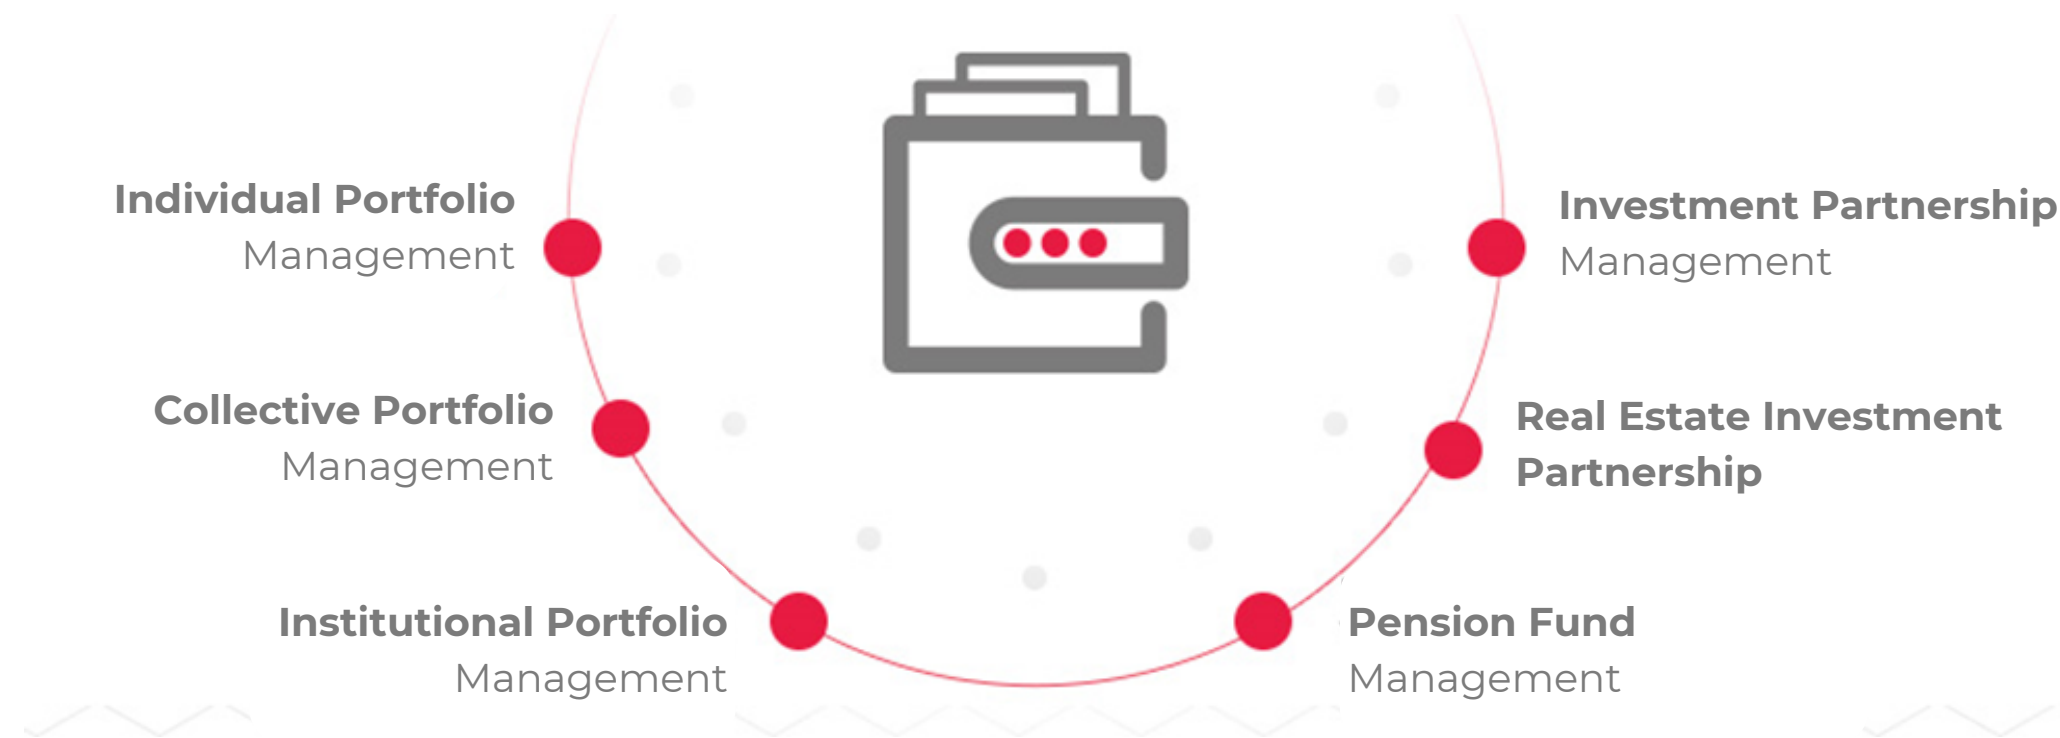 Individual Portfolio
Management
Collective Portfolio
Management
Institutional Portfolio
Management
Investment Partnership
Management
Real Estate Investment
Partnership
Pension Fund
Management